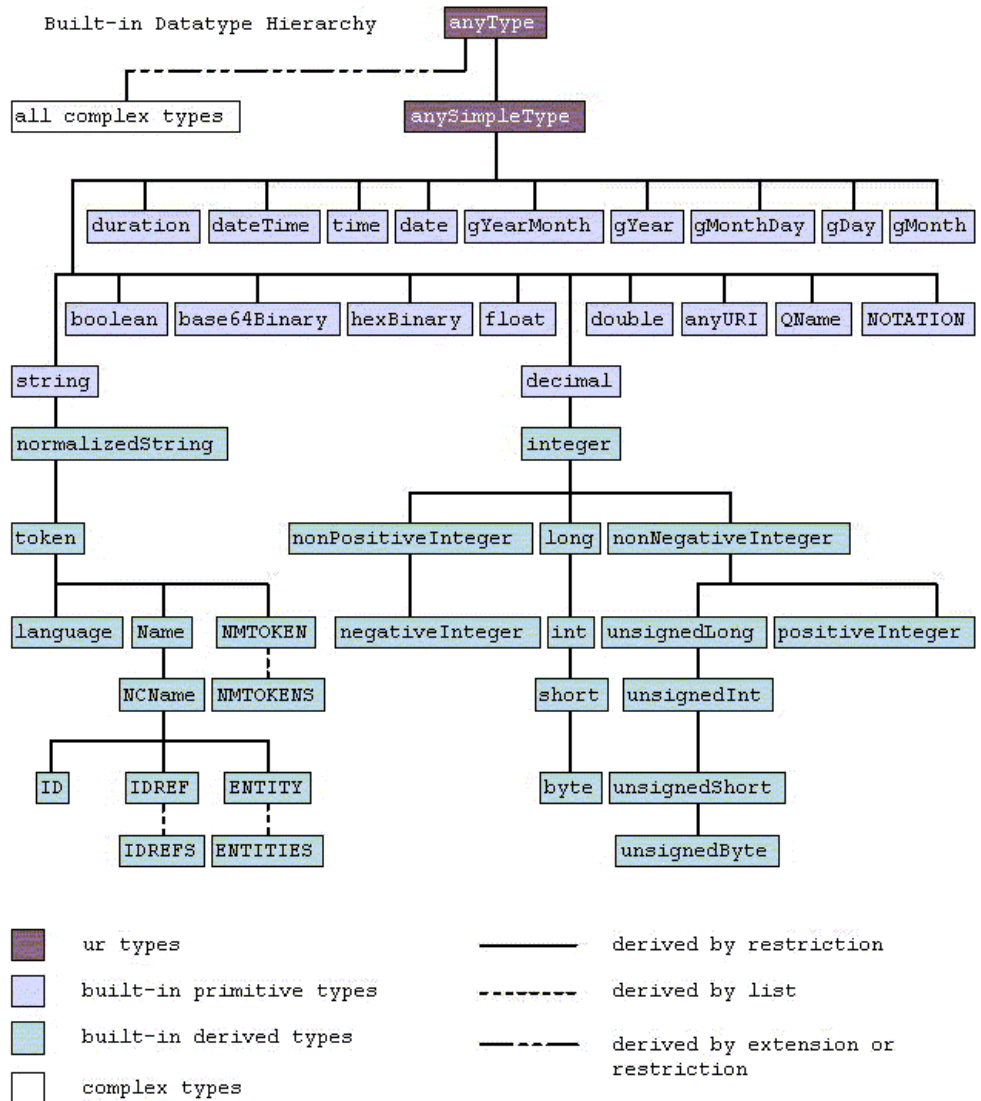 Built-in Datatype Hierarchy
anyType
all complex types
anySimpleType
duration
dateTime
time
date
gYearMonth
gYear
gMonthDay
gDay
gMonth
boolean
base64Binary
hexBinary
float
double
anyURI
QName
NOTATION
string
decimal
normalizedString
integer
token
nonPositiveInteger
long
nonNegativeInteger
language
Name
NMTOKEN
negativeInteger
int
unsignedLong
positiveInteger
NCName
NMTOKENS
short
unsignedInt
ID
IDREF
ENTITY
byte
unsignedShort
IDREFS
ENTITIES
unsignedByte
ur types
derived by restriction
built-in primitive types
derived by list
built-in derived types
derived by extension or
restriction
complex types